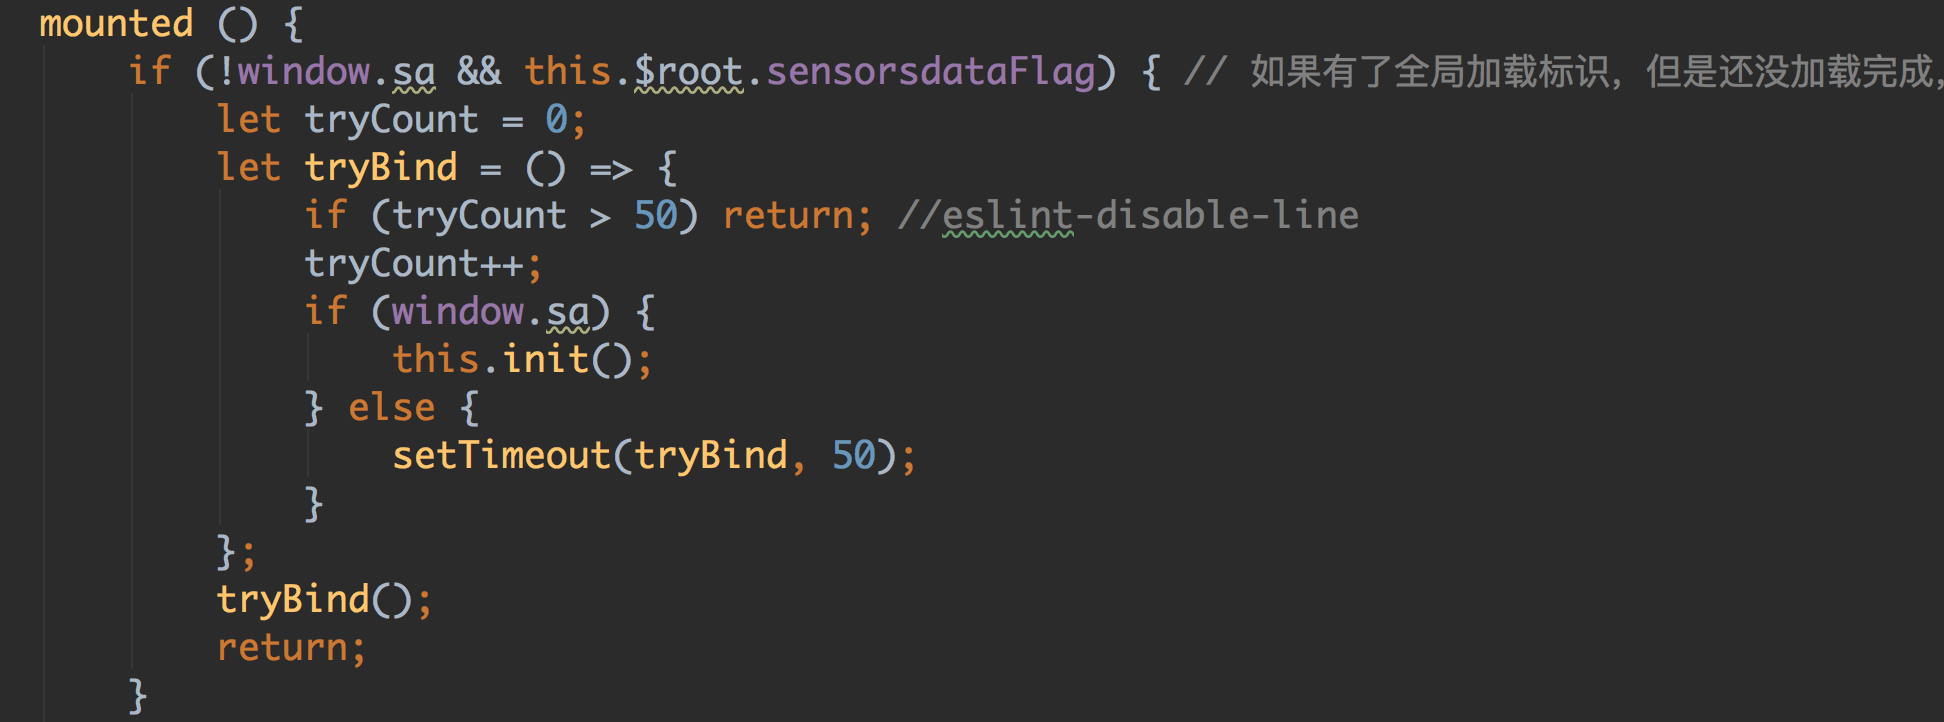 mounted () {
if (!window.sa && this.$root.sensorsdataFlag) { // 如果有了全局加载标识，但是还没加载完成，
let tryCount = 0;
let tryBind = () => {
if (tryCount > 50) return; //eslint-disable-line
tryCount++;
if (window.sa) {
this.init();
} else {
setTimeout(tryBind, 50);
}
};
tryBind();
return;
}